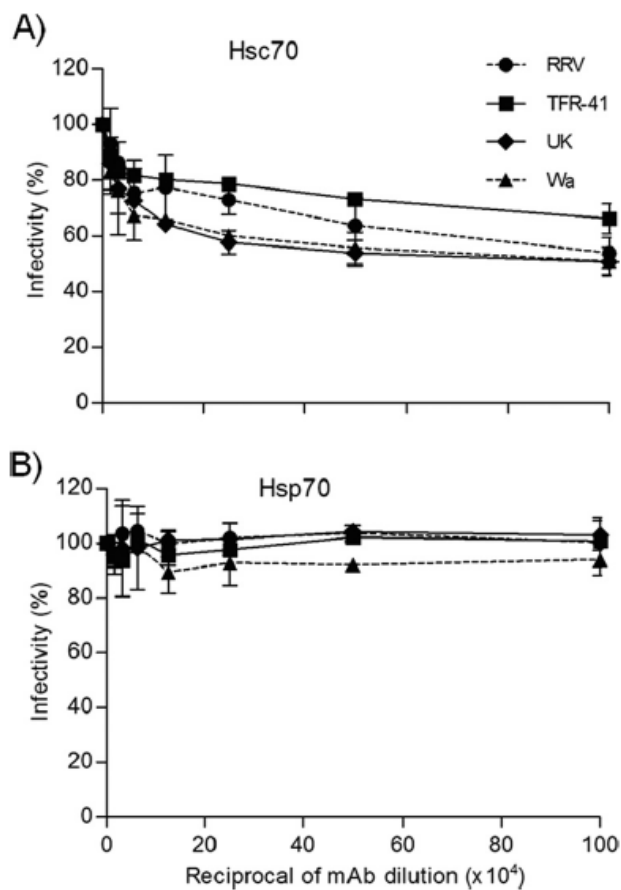 A)
Hsc70
120
100
80
60
40
20
0
Infectivity (%)
RRV
TFR-41
UK
Wa
B)
Hsp70
120
100
80
60
40
20
0
Infectivity (%)
0 20 40 60 80 100
Reciprocal of mAb dilution (x10⁴)